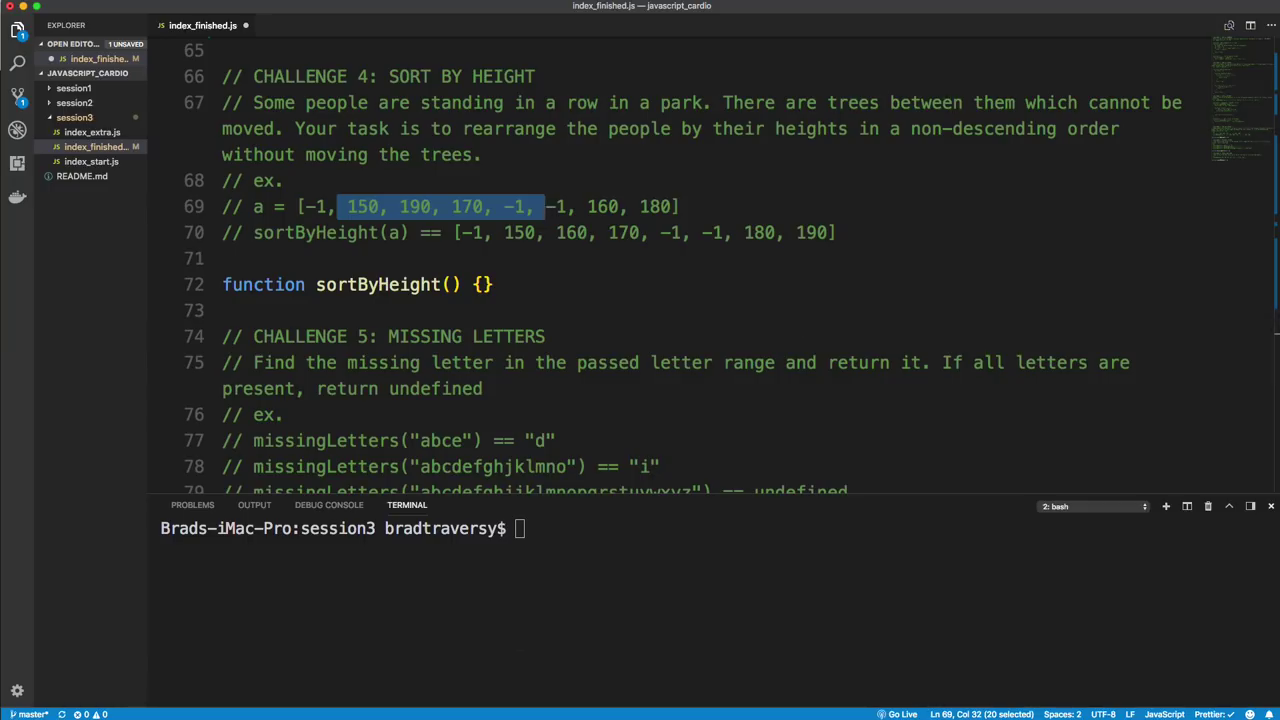 index_finished.js — javascript_cardio
EXPLORER
index_finished.js
OPEN EDITO... 1 UNSAVED
index_finishe... M
JAVASCRIPT_CARDIO
session1
session2
session3
index_extra.js
index_finished... M
index_start.js
README.md
1
1
65
66 // CHALLENGE 4: SORT BY HEIGHT
67 // Some people are standing in a row in a park. There are trees between them which cannot be
moved. Your task is to rearrange the people by their heights in a non-descending order
without moving the trees.
68 // ex.
69 // a = [-1, 150, 190, 170, -1, -1, 160, 180]
70 // sortByHeight(a) == [-1, 150, 160, 170, -1, -1, 180, 190]
71
72 function sortByHeight() {}
73
74 // CHALLENGE 5: MISSING LETTERS
75 // Find the missing letter in the passed letter range and return it. If all letters are
present, return undefined
76 // ex.
77 // missingLetters("abce") == "d"
78 // missingLetters("abcdefghjklmno") == "i"
79 // missingLetters("abcdefghijklmnopqrstuvwxyz") == undefined
PROBLEMS OUTPUT DEBUG CONSOLE TERMINAL 2: bash
Brads-iMac-Pro:session3 bradtraversy$
master* 0 0 Go Live Ln 69, Col 32 (20 selected) Spaces: 2 UTF-8 LF JavaScript Prettier: ✓